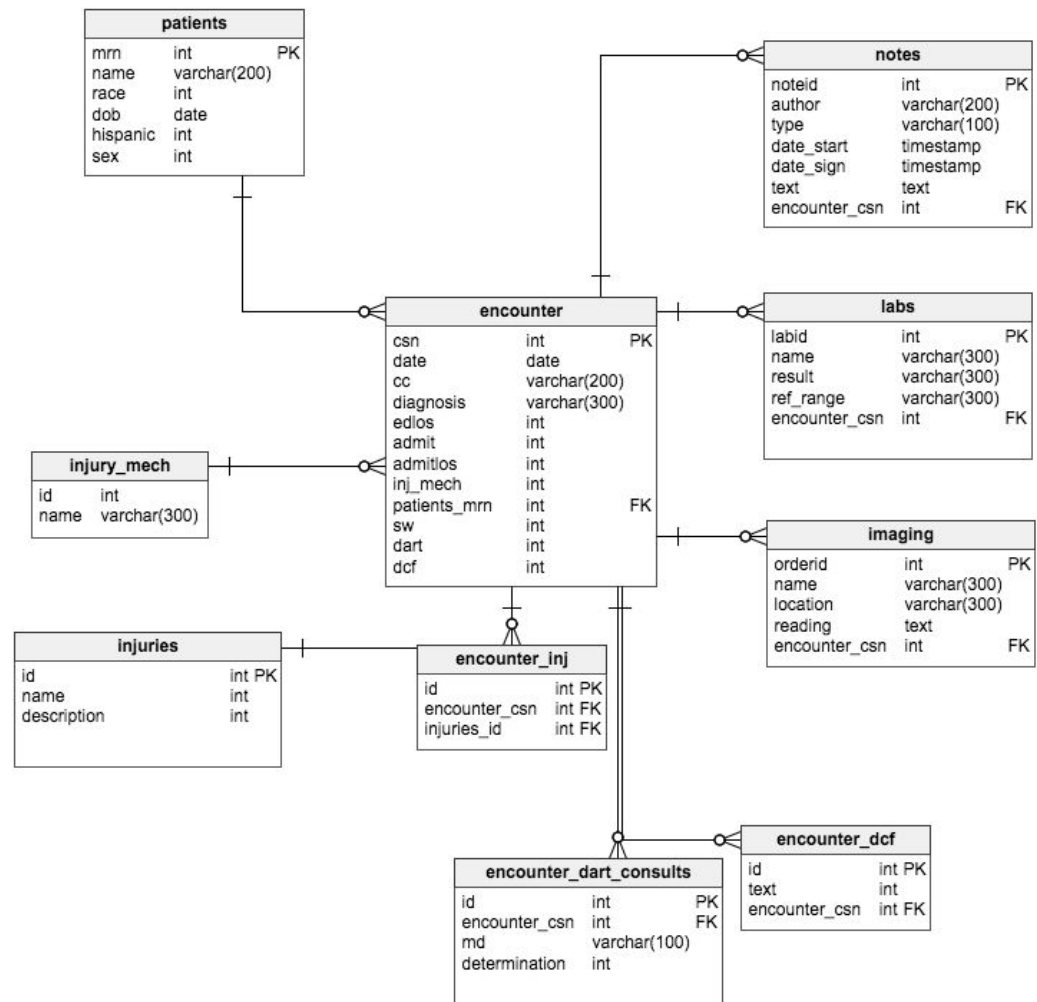 patients
mrn int PK
name varchar(200)
race int
dob date
hispanic int
sex int
notes
noteid int PK
author varchar(200)
type varchar(100)
date_start timestamp
date_sign timestamp
text text
encounter_csn int FK
encounter
csn int PK
date date
cc varchar(200)
diagnosis varchar(300)
edlos int
admit int
admitlos int
inj_mech int
patients_mrn int FK
sw int
dart int
dcf int
labs
labid int PK
name varchar(300)
result varchar(300)
ref_range varchar(300)
encounter_csn int FK
injury_mech
id int
name varchar(300)
imaging
orderid int PK
name varchar(300)
location varchar(300)
reading text
encounter_csn int FK
injuries
id int PK
name int
description int
encounter_inj
id int PK
encounter_csn int FK
injuries_id int FK
encounter_dart_consults
id int PK
encounter_csn int FK
md varchar(100)
determination int
encounter_dcf
id int PK
text int
encounter_csn int FK